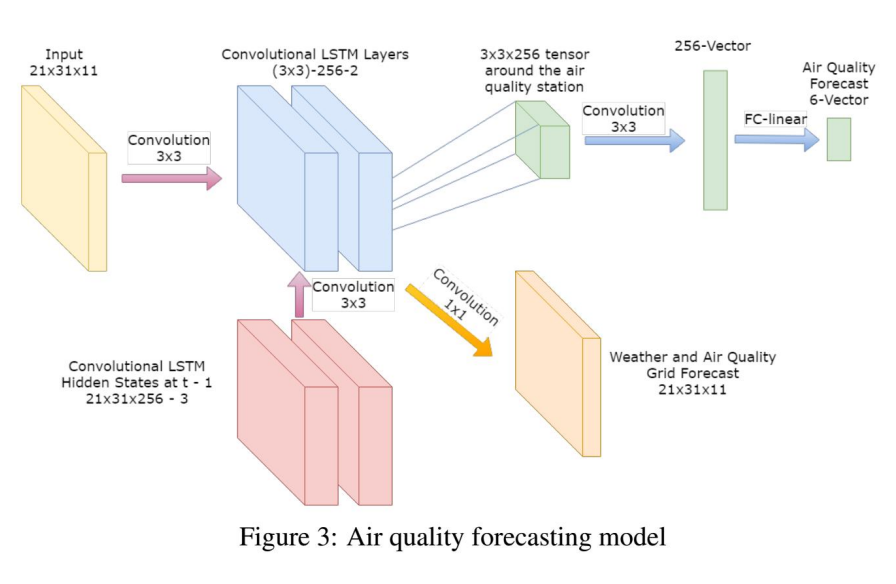 Input
21x31x11
Convolutional LSTM Layers
(3x3)-256-2
3x3x256 tensor
around the air
quality station
256-Vector
Air Quality
Forecast
6-Vector
Convolution
3x3
Convolution
3x3
FC-linear
Convolution
3x3
Convolution
1x1
Convolutional LSTM
Hidden States at t - 1
21x31x256 - 3
Weather and Air Quality
Grid Forecast
21x31x11
Figure 3: Air quality forecasting model